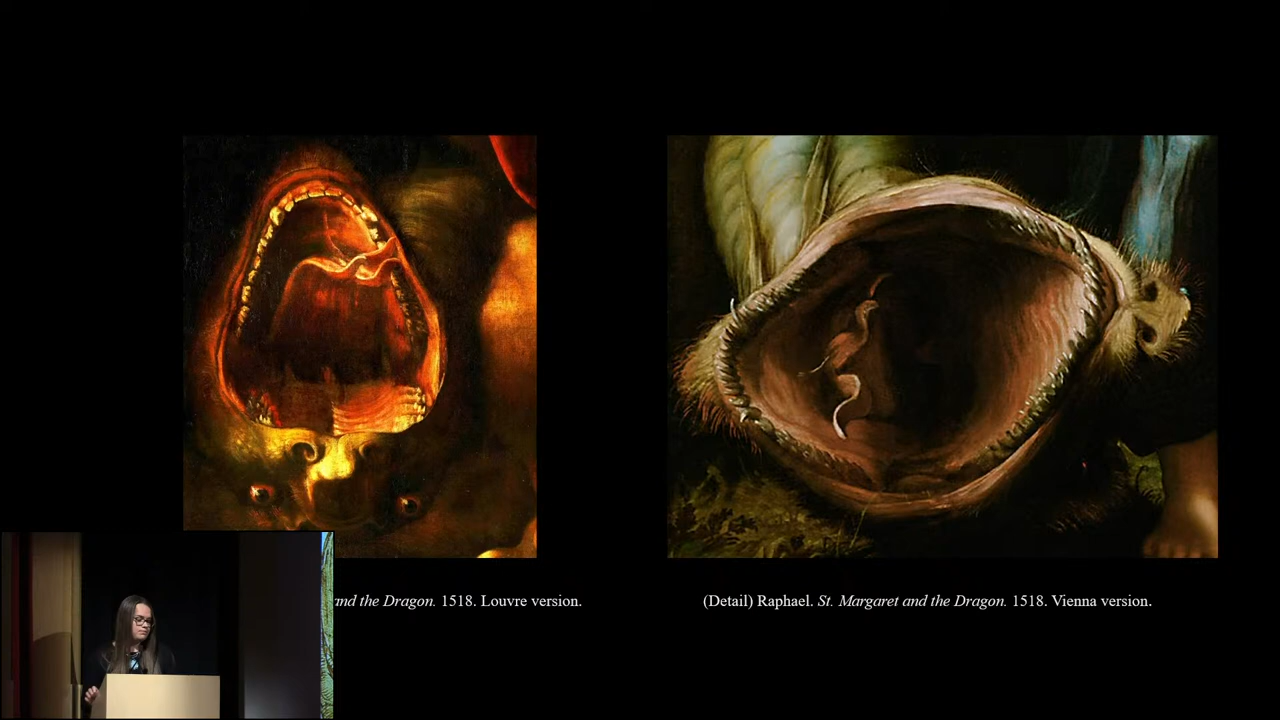 and the Dragon. 1518. Louvre version.
(Detail) Raphael. St. Margaret and the Dragon. 1518. Vienna version.